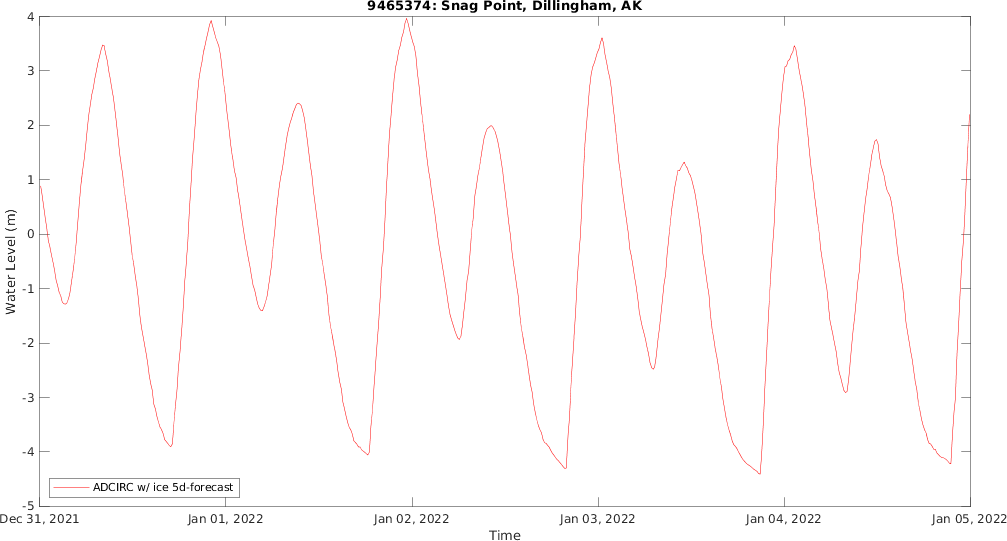 9465374: Snag Point, Dillingham, AK
4
3
2
1
0
-1
-2
-3
-4
-5
Water Level (m)
ADCIRC w/ ice 5d-forecast
Dec 31, 2021 Jan 01, 2022 Jan 02, 2022 Jan 03, 2022 Jan 04, 2022 Jan 05, 2022
Time